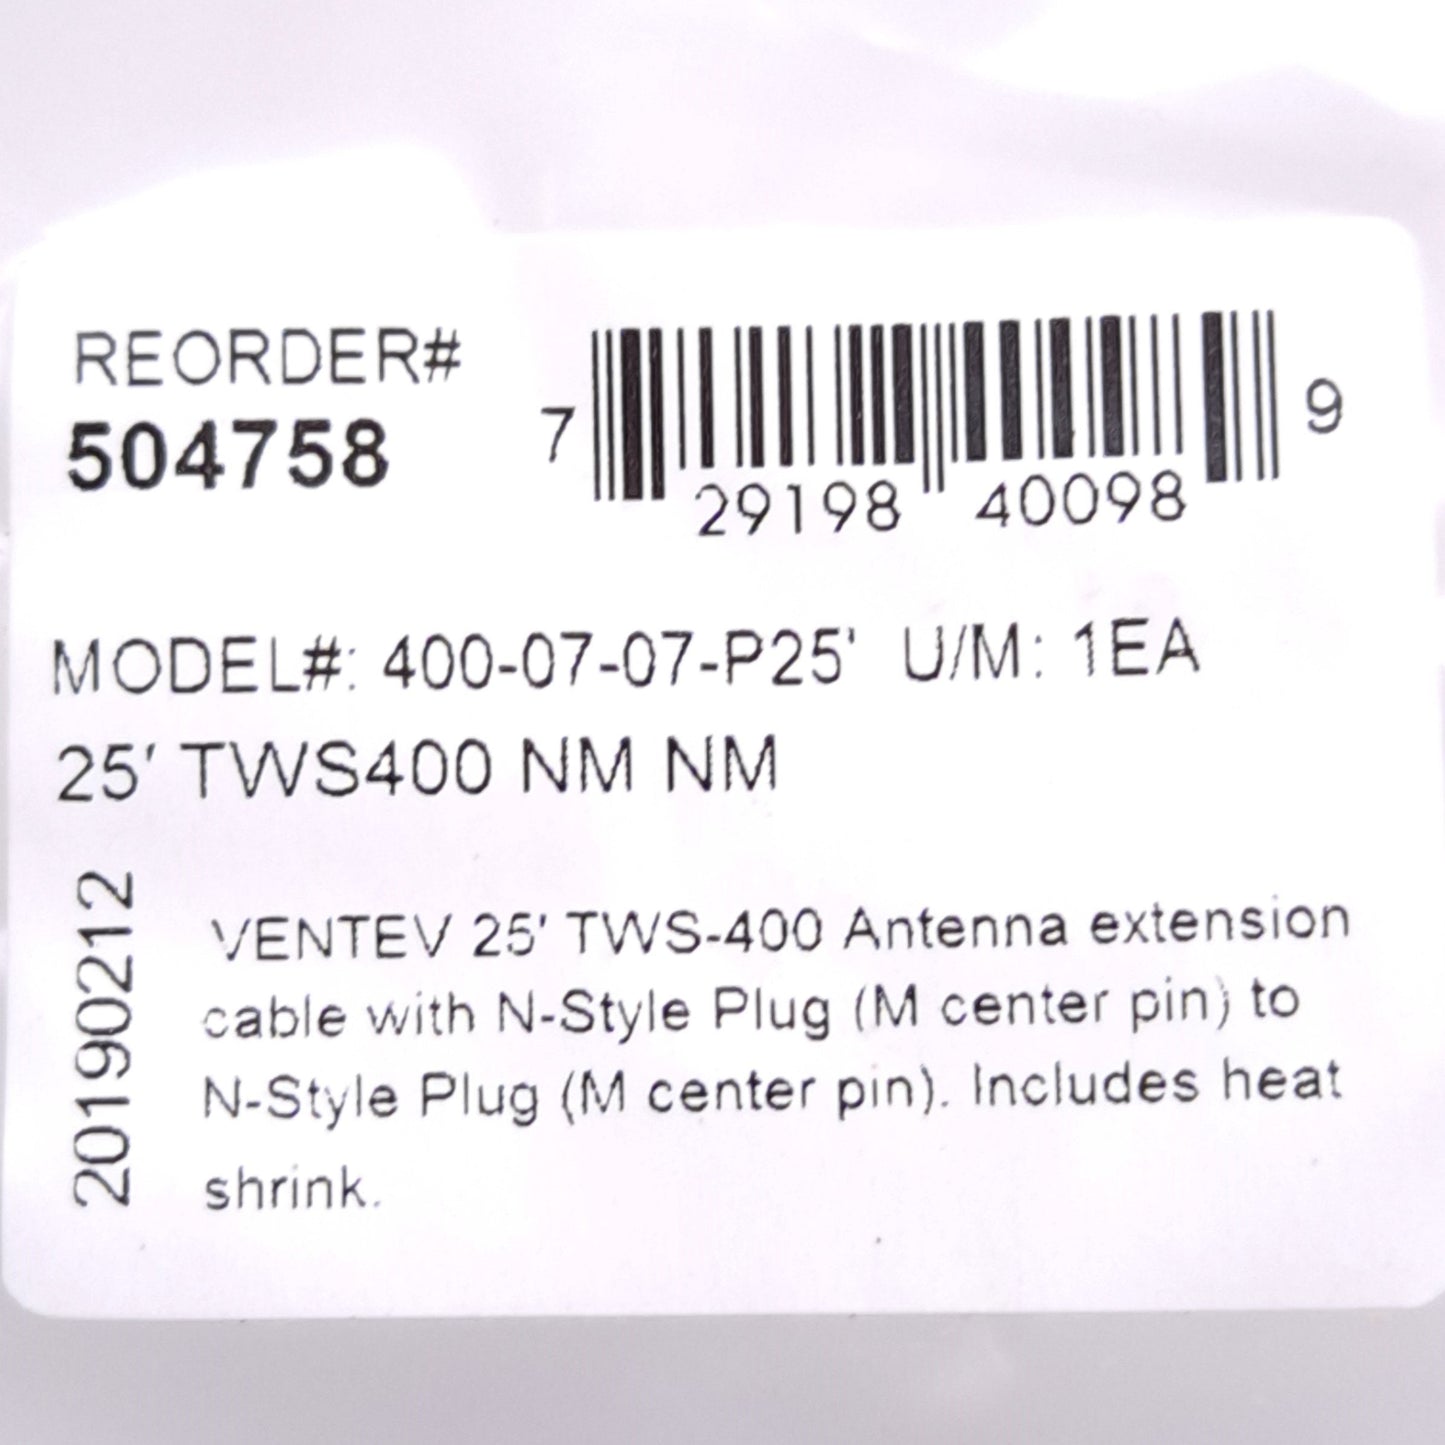 REORDER#
504758
7 29198 40098 9
MODEL#: 400-07-07-P25' U/M: 1EA
25' TWS400 NM NM
20190212
VENTEV 25' TWS-400 Antenna extension
cable with N-Style Plug (M center pin) to
N-Style Plug (M center pin). Includes heat
shrink.